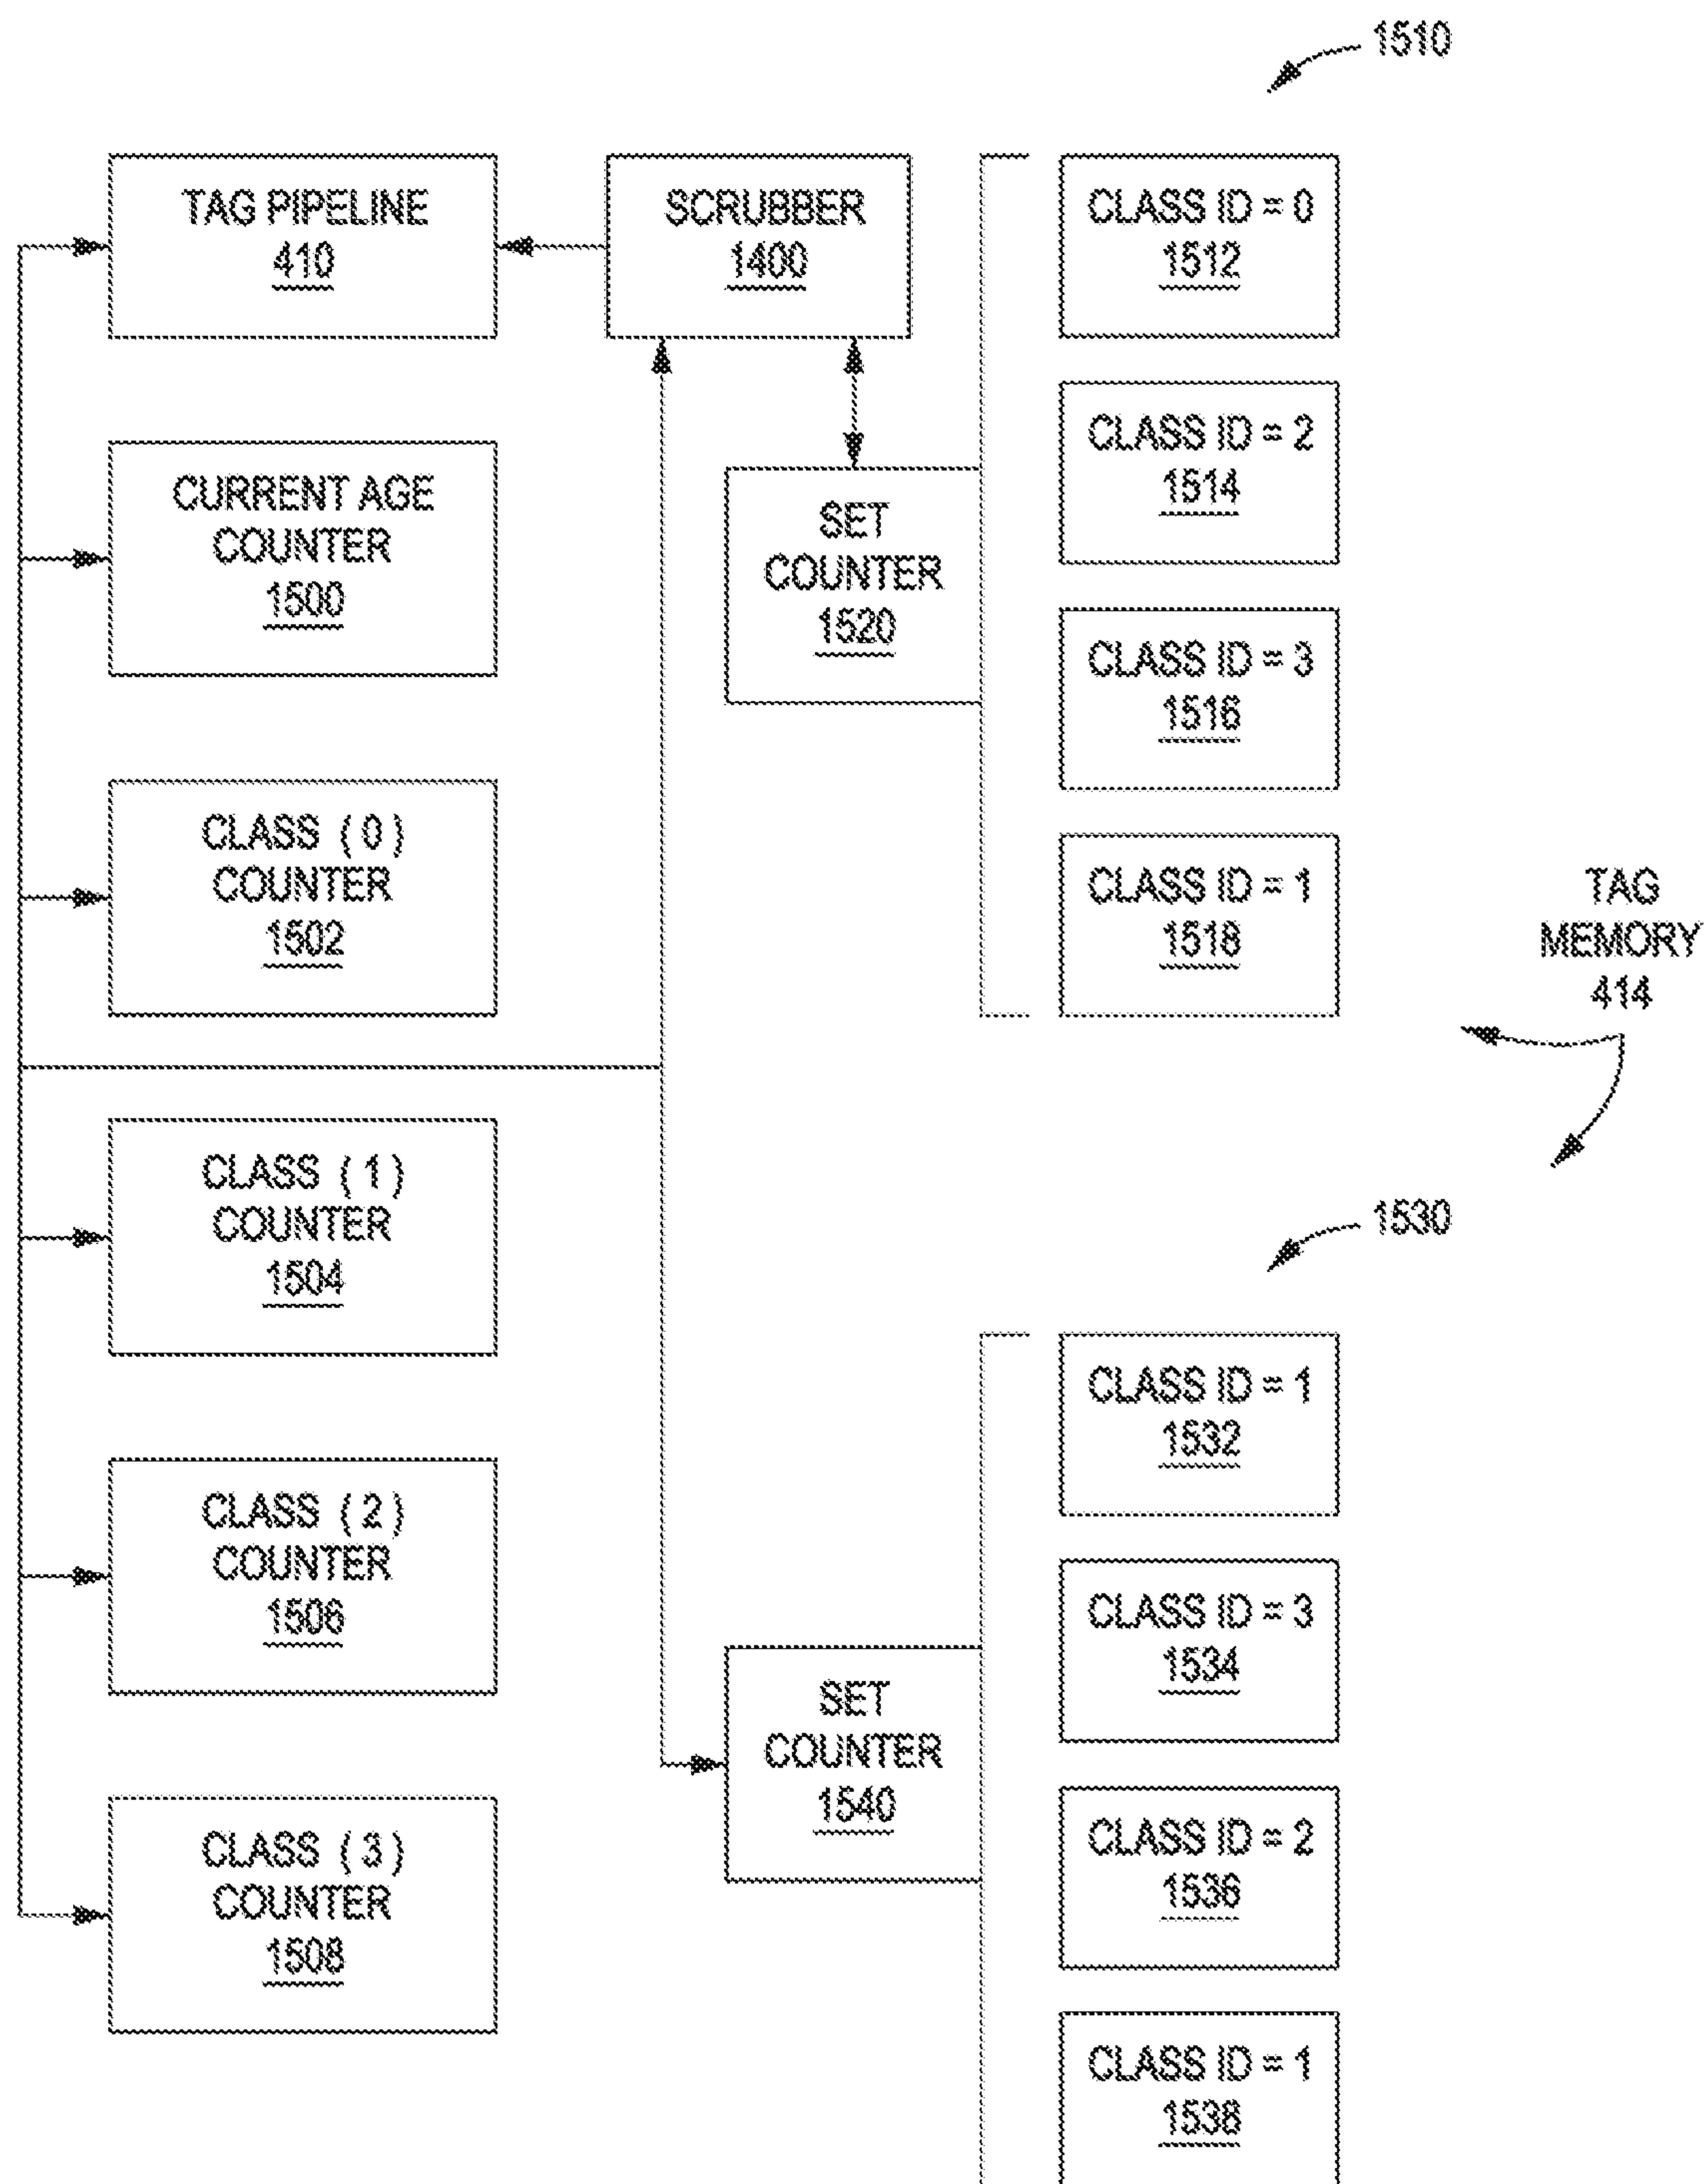 1510
TAG PIPELINE
410
SCRUBBER
1400
CLASS ID = 0
1512
CLASS ID = 2
1514
CURRENT AGE
COUNTER
1500
SET
COUNTER
1520
CLASS ID = 3
1516
CLASS ( 0 )
COUNTER
1502
CLASS ID = 1
1518
TAG
MEMORY
414
CLASS ( 1 )
COUNTER
1504
1530
CLASS ID = 1
1532
CLASS ( 2 )
COUNTER
1506
CLASS ID = 3
1534
SET
COUNTER
1540
CLASS ID = 2
1536
CLASS ( 3 )
COUNTER
1508
CLASS ID = 1
1538